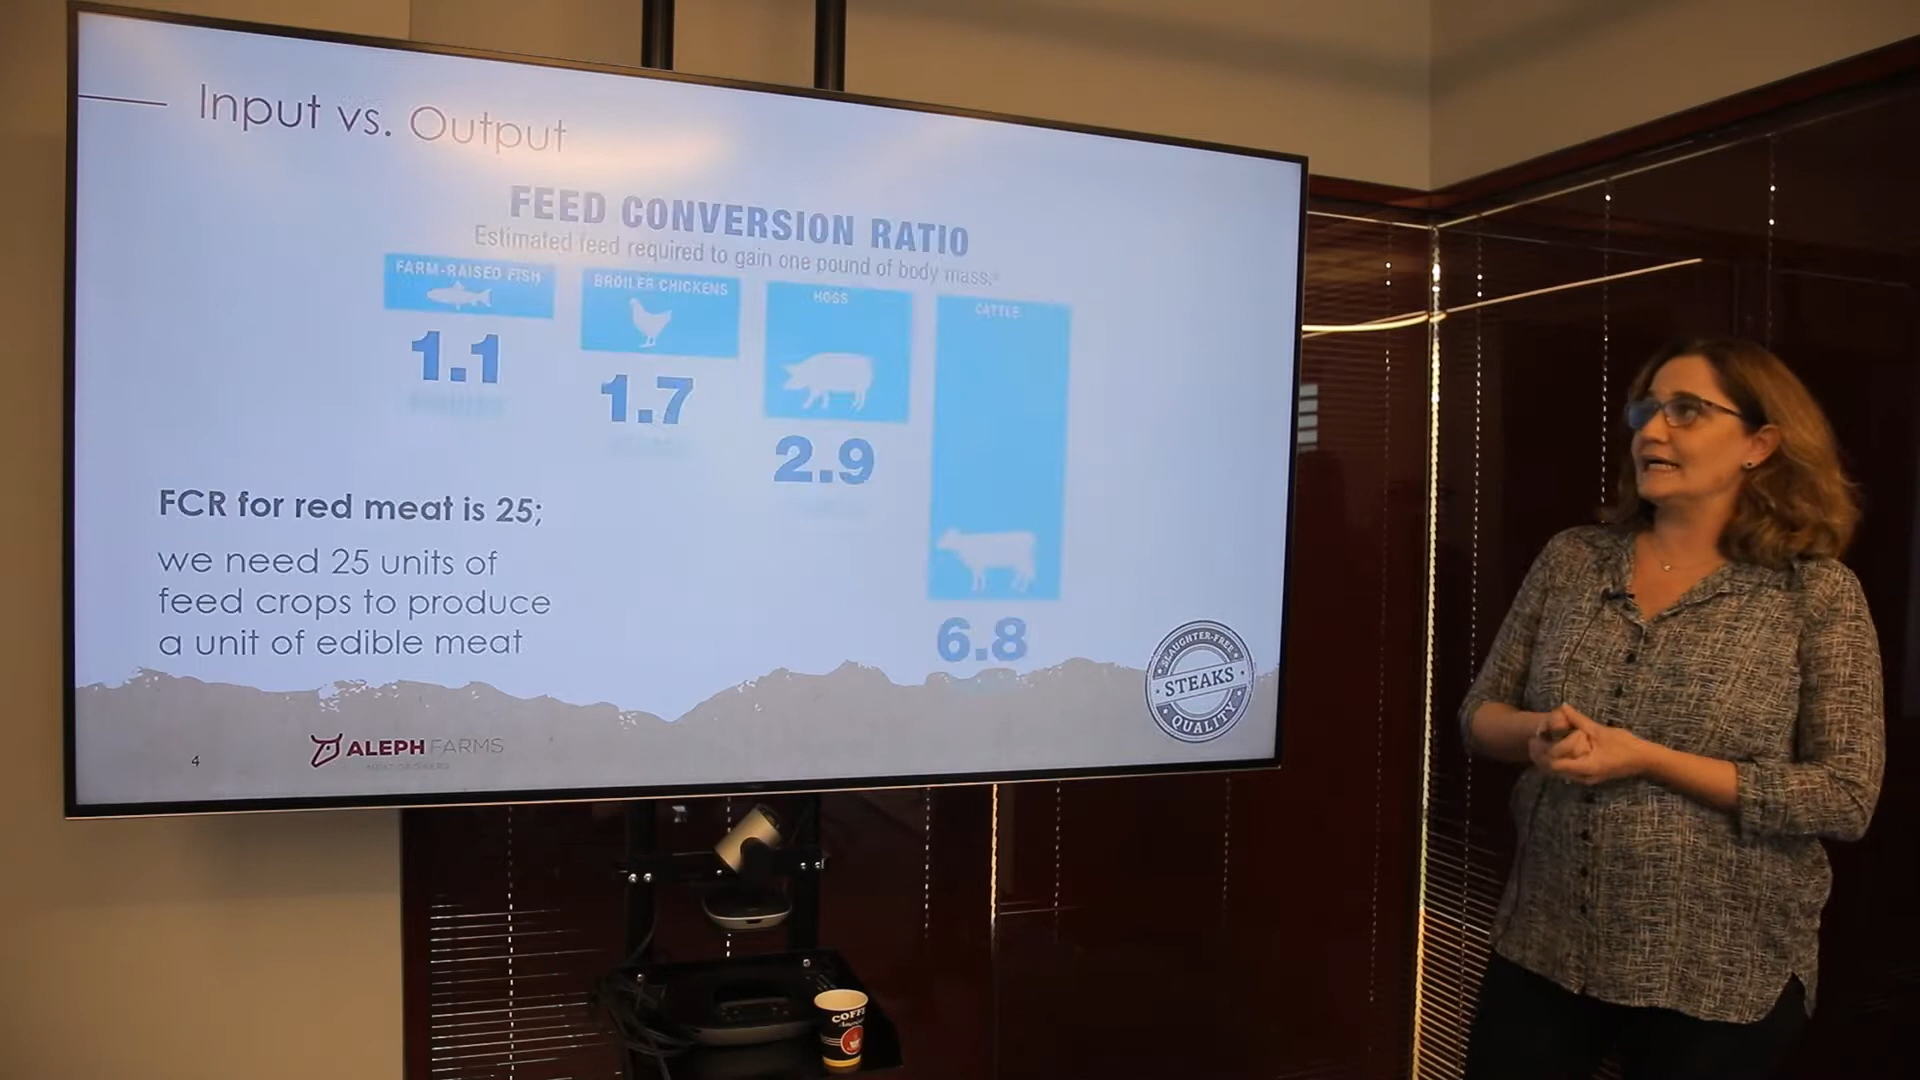 Input vs. Output
FEED CONVERSION RATIO
Estimated feed required to gain one pound of body mass.
FARM-RAISED FISH
BROILER CHICKENS
HOGS
CATTLE
1.1
1.7
2.9
6.8
FCR for red meat is 25;
we need 25 units of
feed crops to produce
a unit of edible meat
SLAUGHTER-FREE
STEAKS
QUALITY
4
ALEPH FARMS
COFFE